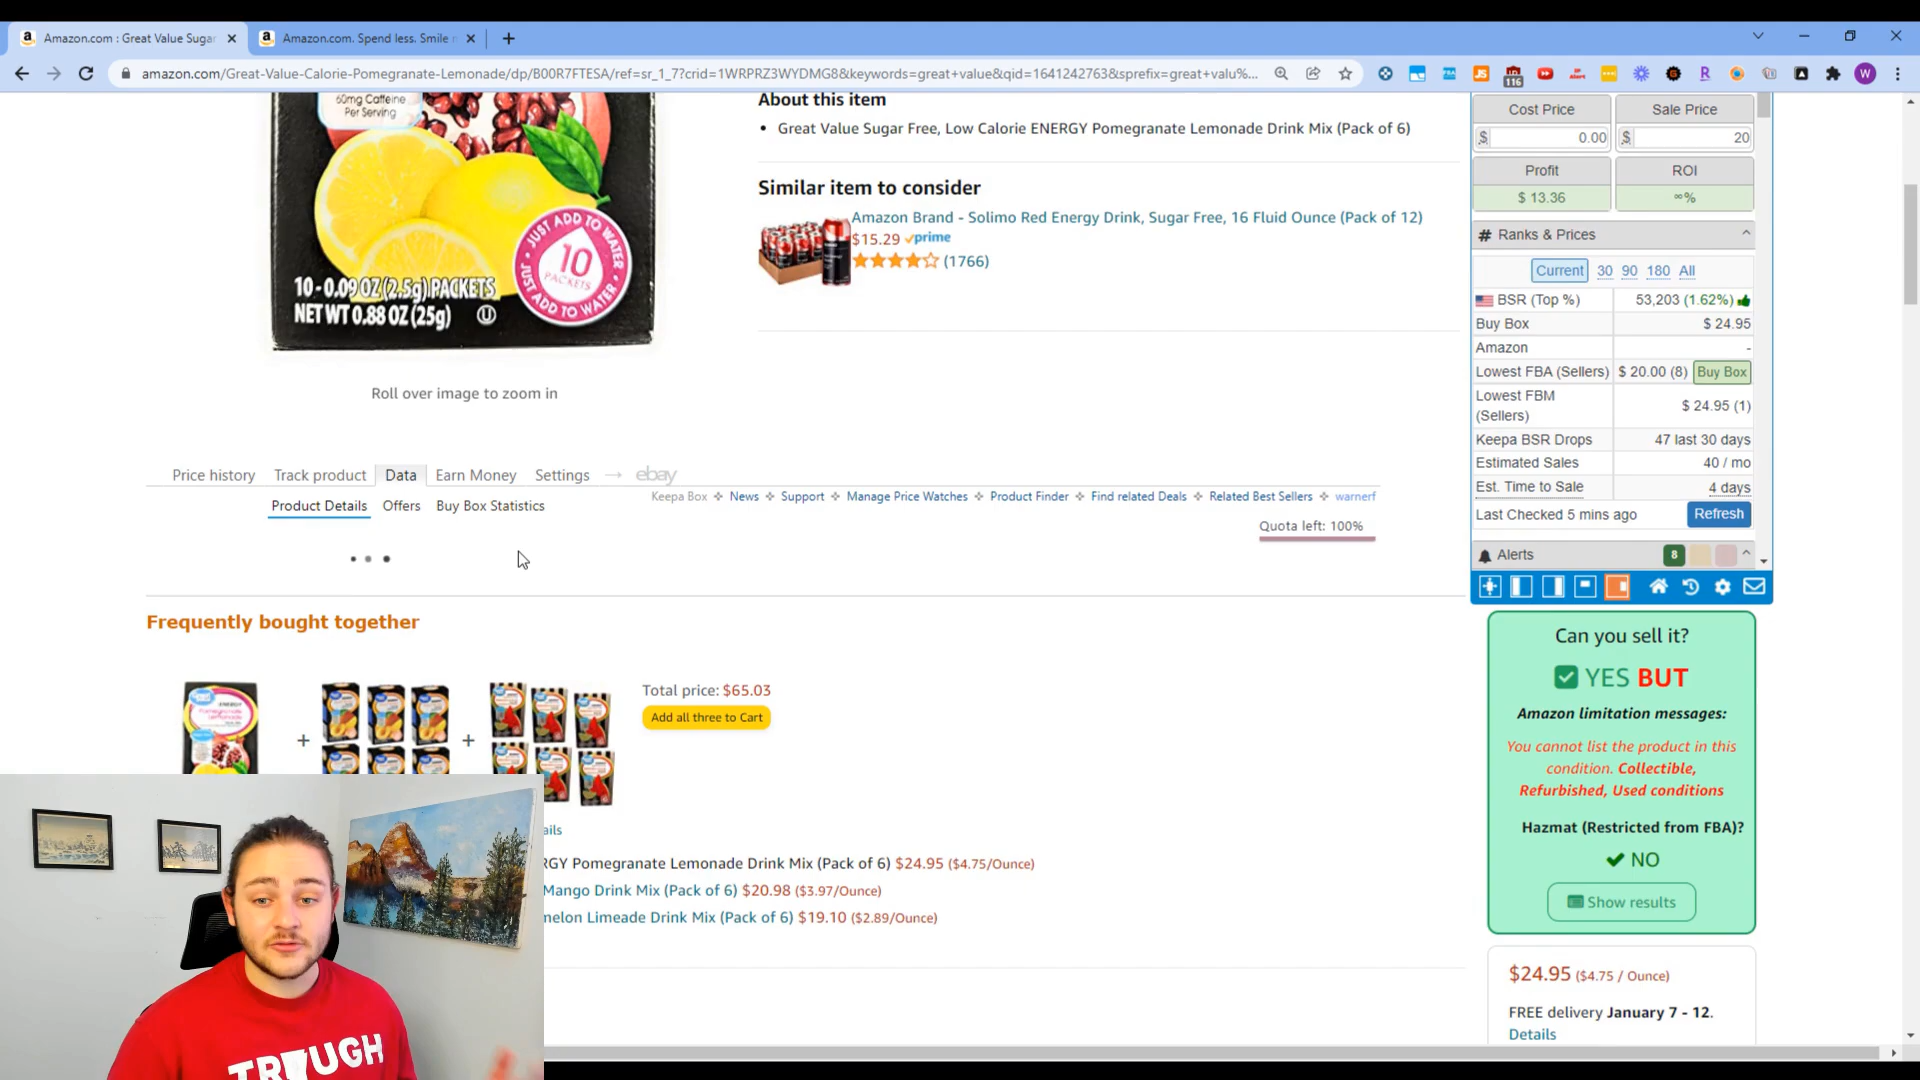 Amazon.com : Great Value Sugar
Amazon.com. Spend less. Smile
amazon.com/Great-Value-Calorie-Pomegranate-Lemonade/dp/B00R7FTESA/ref=sr_1_7?crid=1WRPRZ3WYDMG8&keywords=great+value&qid=1641242763&sprefix=great+valu%...
116
W
60mg Caffeine
Per Serving
JUST ADD TO WATER
10
PACKETS
JUST ADD TO WATER
10 - 0.09 OZ (2.5g) PACKETS
NET WT 0.88 OZ (25g)
Roll over image to zoom in
About this item
• Great Value Sugar Free, Low Calorie ENERGY Pomegranate Lemonade Drink Mix (Pack of 6)
Similar item to consider
Amazon Brand - Solimo Red Energy Drink, Sugar Free, 16 Fluid Ounce (Pack of 12)
$15.29 prime
(1766)
Price history Track product Data Earn Money Settings → ebay
Keepa Box News Support Manage Price Watches Product Finder Find related Deals Related Best Sellers warnerf
Product Details Offers Buy Box Statistics
Quota left: 100%
Frequently bought together
+ +
Total price: $65.03
Add all three to Cart
ails
RGY Pomegranate Lemonade Drink Mix (Pack of 6) $24.95 ($4.75/Ounce)
Mango Drink Mix (Pack of 6) $20.98 ($3.97/Ounce)
nelon Limeade Drink Mix (Pack of 6) $19.10 ($2.89/Ounce)
Cost Price Sale Price
$ 0.00 $ 20
Profit ROI
$ 13.36 ∞%
# Ranks & Prices
Current 30 90 180 All
BSR (Top %) 53,203 (1.62%)
Buy Box $ 24.95
Amazon -
Lowest FBA (Sellers) $ 20.00 (8) Buy Box
Lowest FBM
(Sellers) $ 24.95 (1)
Keepa BSR Drops 47 last 30 days
Estimated Sales 40 / mo
Est. Time to Sale 4 days
Last Checked 5 mins ago Refresh
Alerts 8
Can you sell it?
YES BUT
Amazon limitation messages:
You cannot list the product in this
condition. Collectible,
Refurbished, Used conditions
Hazmat (Restricted from FBA)?
NO
Show results
$24.95 ($4.75 / Ounce)
FREE delivery January 7 - 12.
Details